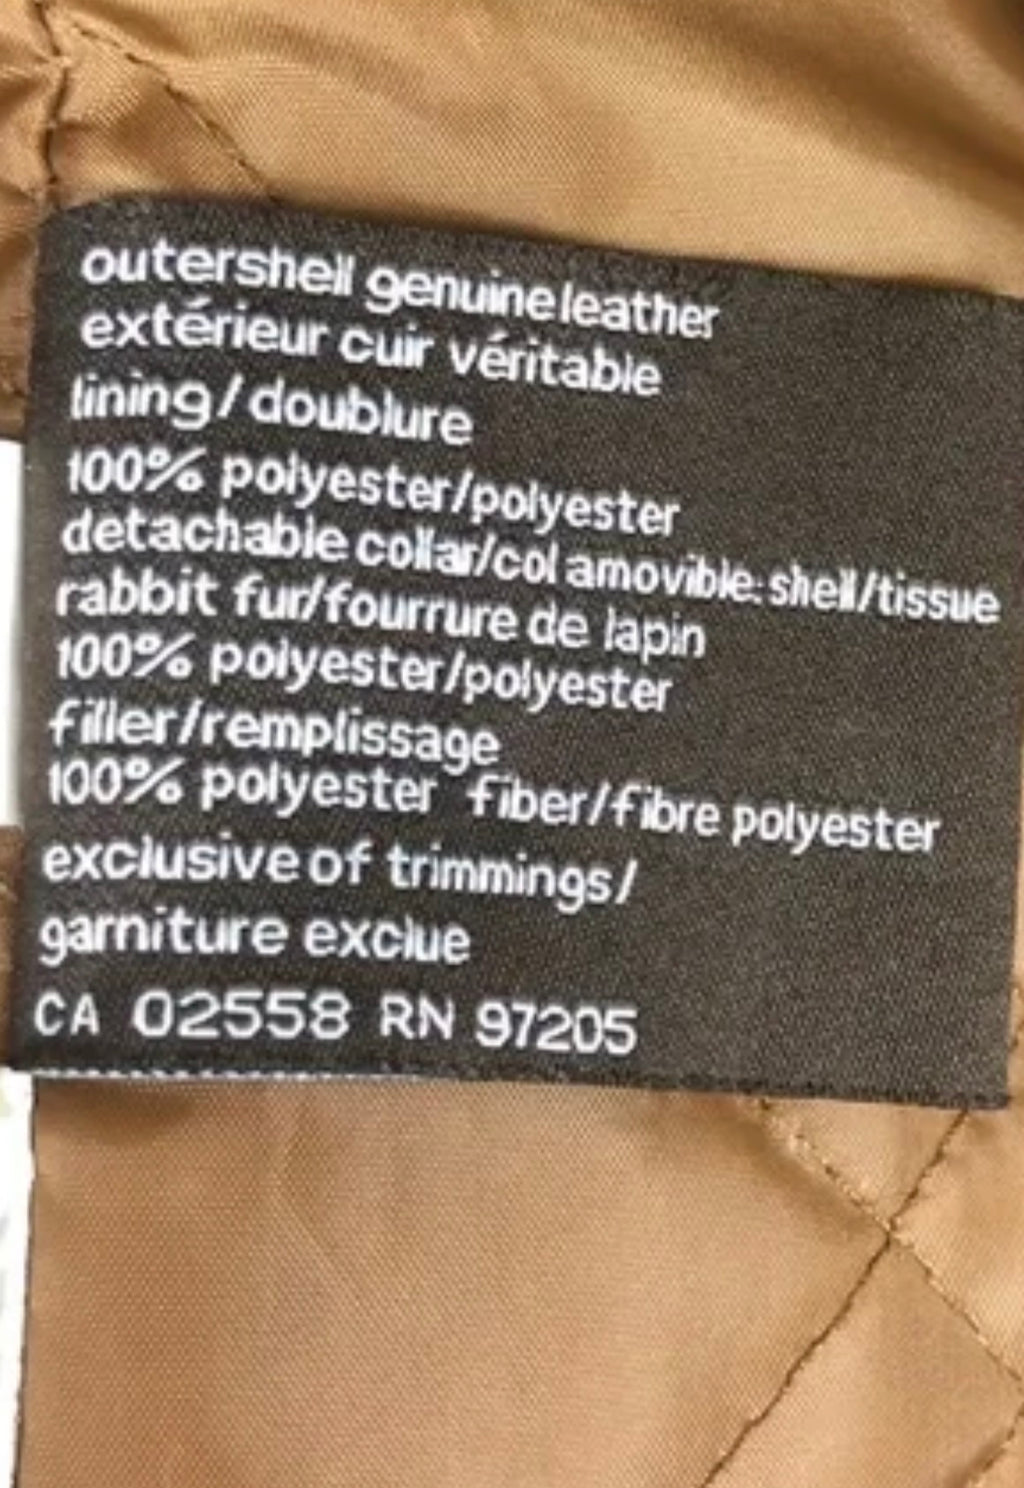 outershell genuine leather
extérieur cuir véritable
lining/doublure
100% polyester/polyester
detachable collar/col amovible: shell/tissue
rabbit fur/fourrure de lapin
100% polyester/polyester
filler/remplissage
100% polyester fiber/fibre polyester
exclusive of trimmings/
garniture exclue
CA 02558 RN 97205